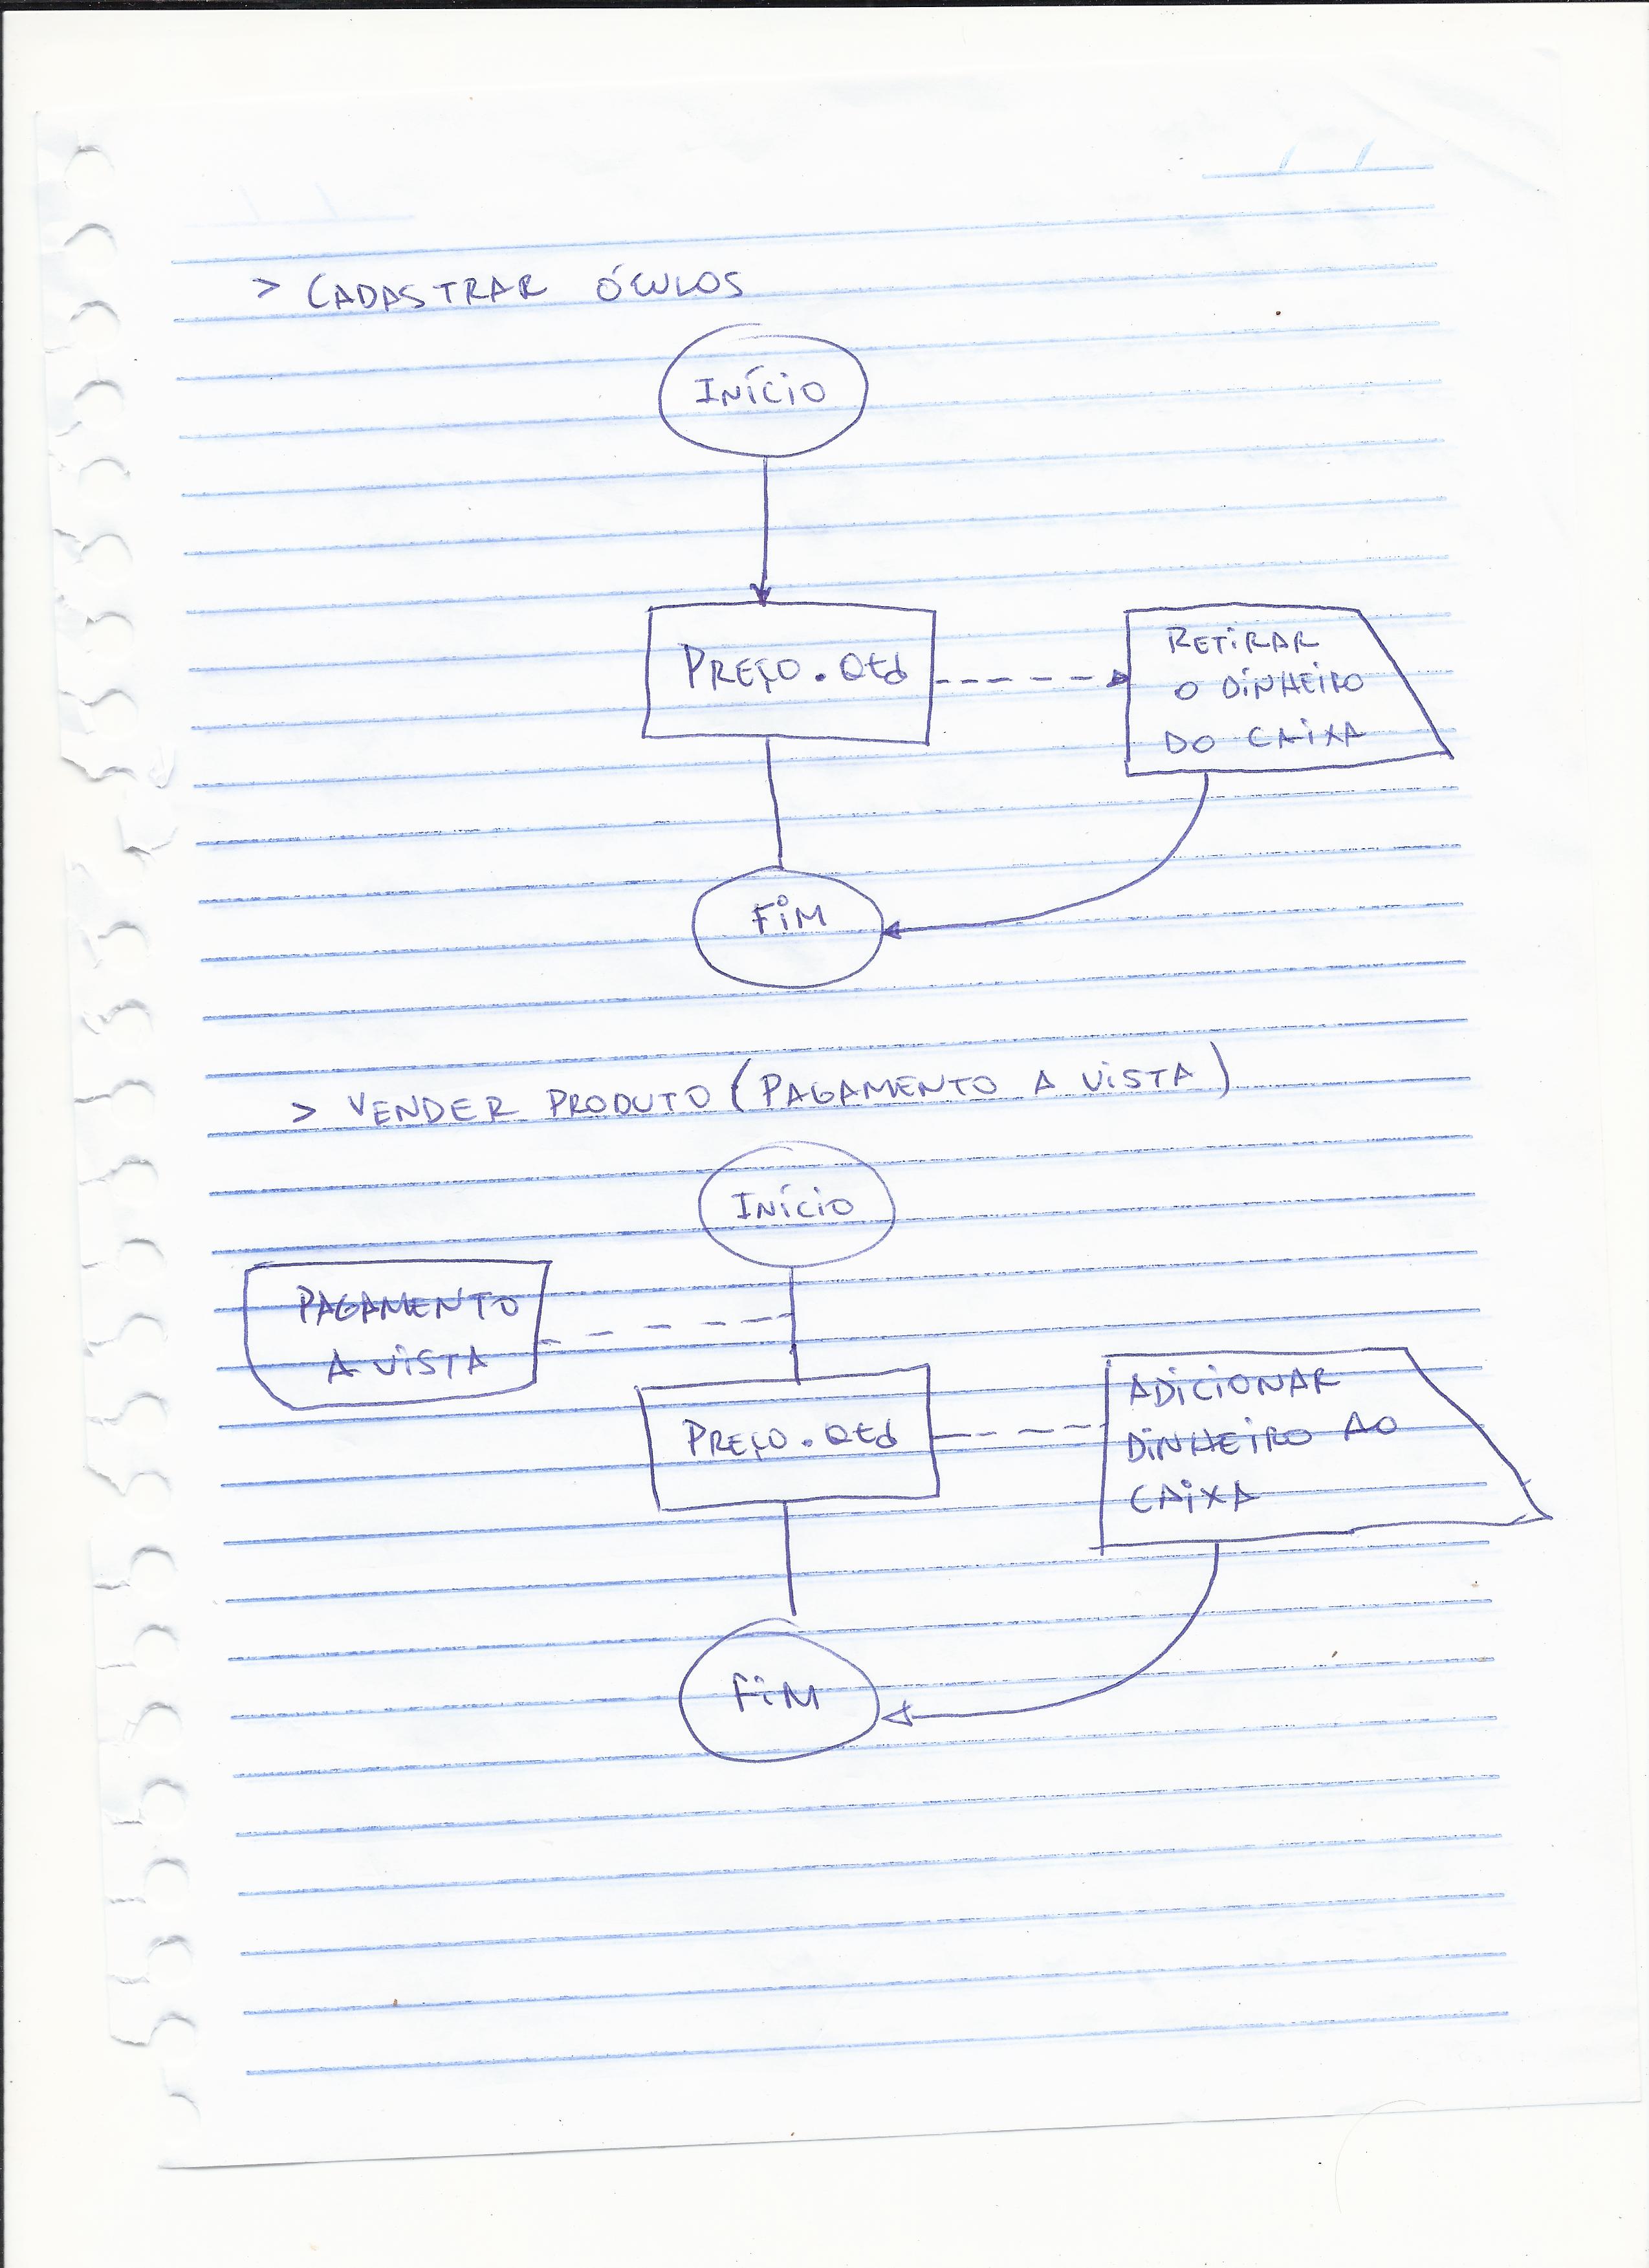 > CADASTRAR ÓCULOS
INÍCIO
PREÇO . Qtd
RETIRAR
O DINHEIRO
DO CAIXA
FIM
> VENDER PRODUTO (PAGAMENTO A VISTA)
INÍCIO
PAGAMENTO
A VISTA
PREÇO . Qtd
ADICIONAR
DINHEIRO AO
CAIXA
FIM